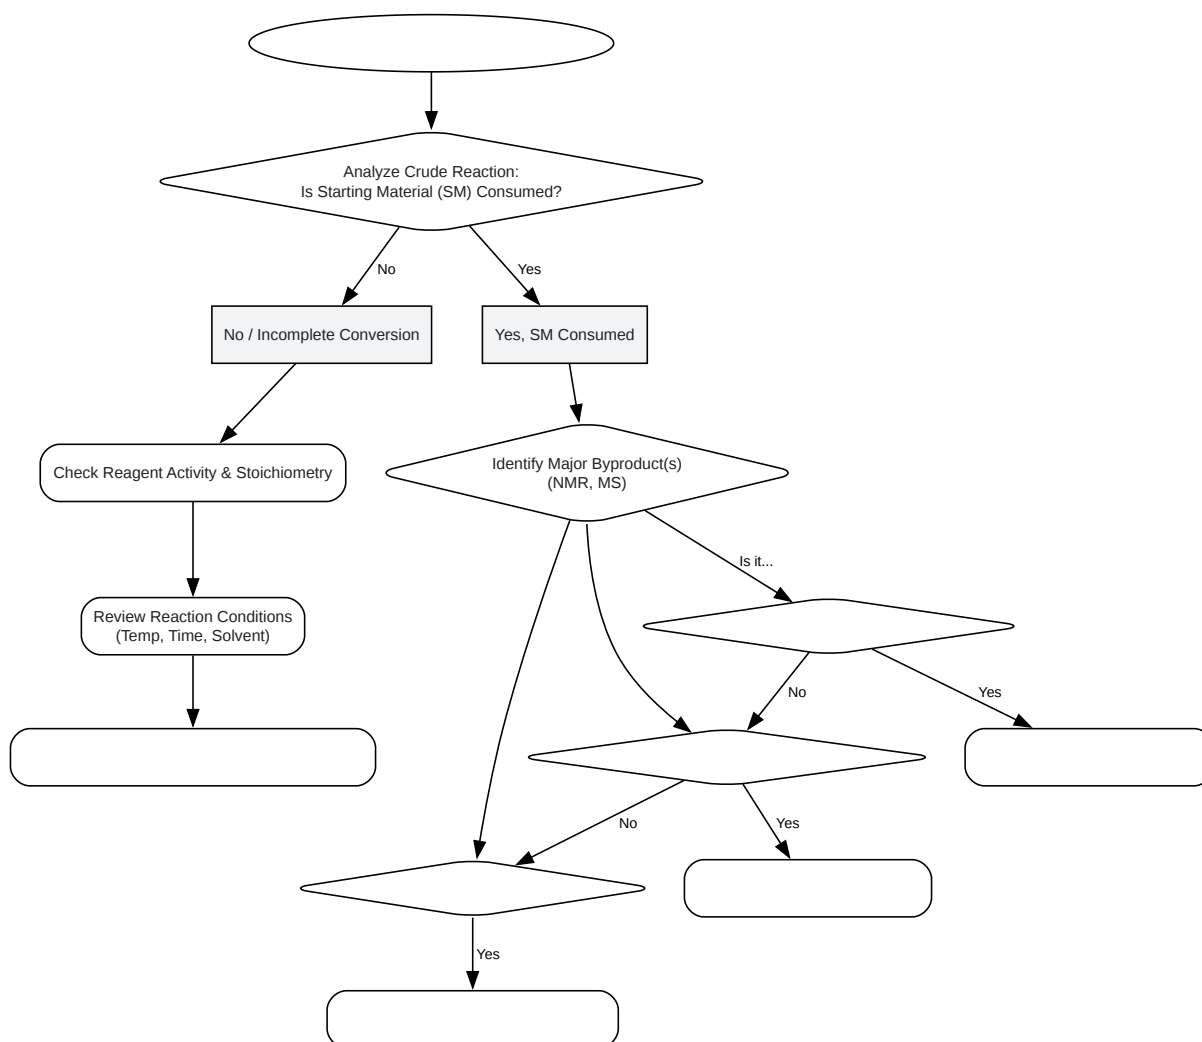 Analyze Crude Reaction:
Is Starting Material (SM) Consumed?
No
Yes
No / Incomplete Conversion
Yes, SM Consumed
Check Reagent Activity & Stoichiometry
Identify Major Byproduct(s)
(NMR, MS)
Is it...
Review Reaction Conditions
(Temp, Time, Solvent)
No
Yes
No
Yes
Yes